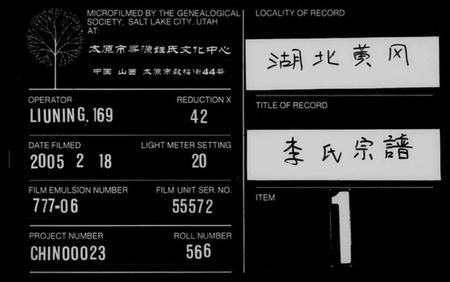 MICROFILMED BY THE GENEALOGICAL
SOCIETY, SALT LAKE CITY, UTAH
AT:
太原市寻源姓氏文化中心
中国 山西 太原市鼓楼街44号
OPERATOR
LIUNING, 169
REDUCTION X
42
DATE FILMED
2005 2 18
LIGHT METER SETTING
20
FILM EMULSION NUMBER
777-06
FILM UNIT SER. NO.
55572
PROJECT NUMBER
CHIN00023
ROLL NUMBER
566
LOCALITY OF RECORD
湖北黄冈
TITLE OF RECORD
李氏宗譜
ITEM
1